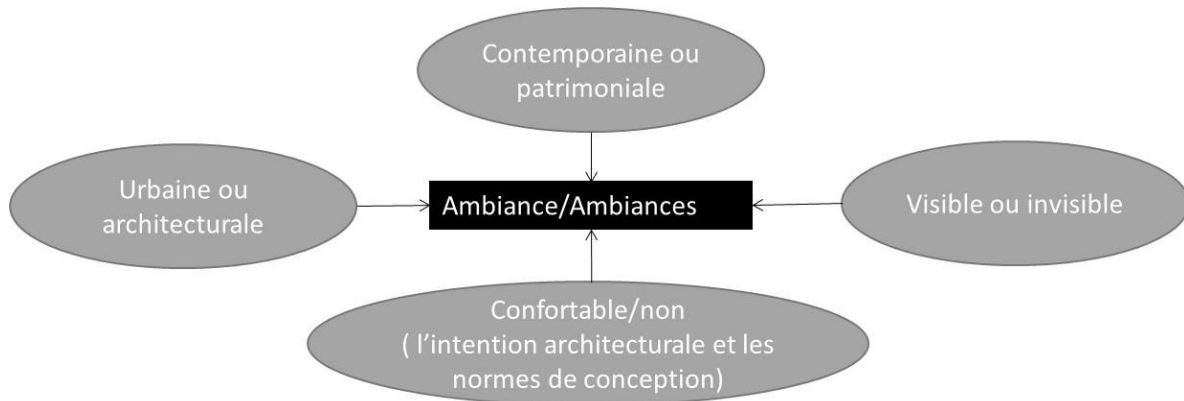 Contemporaine ou
patrimoniale
Urbaine ou
architecturale
Ambiance/Ambiances
Visible ou invisible
Confortable/non
( l’intention architecturale et les
normes de conception)